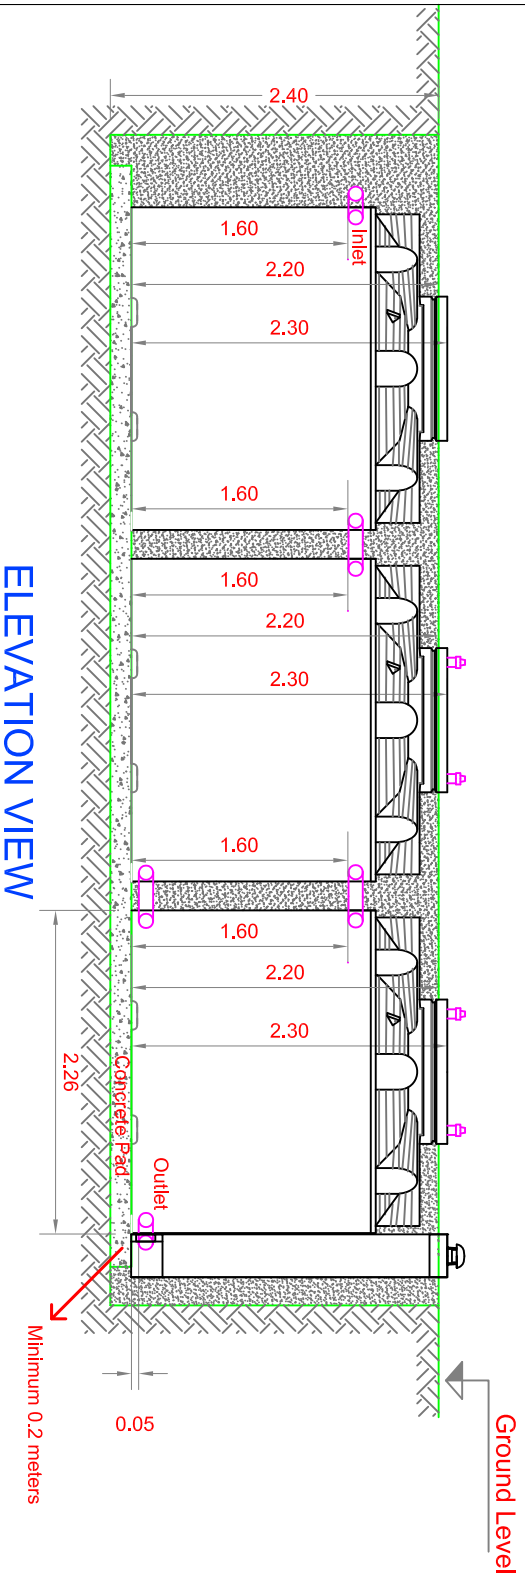 2.40
Inlet
1.60
2.20
2.30
1.60
1.60
2.20
2.30
1.60
1.60
2.20
2.30
2.26
Concrete Pad
Outlet
Minimum 0.2 meters
0.05
Ground Level
ELEVATION VIEW